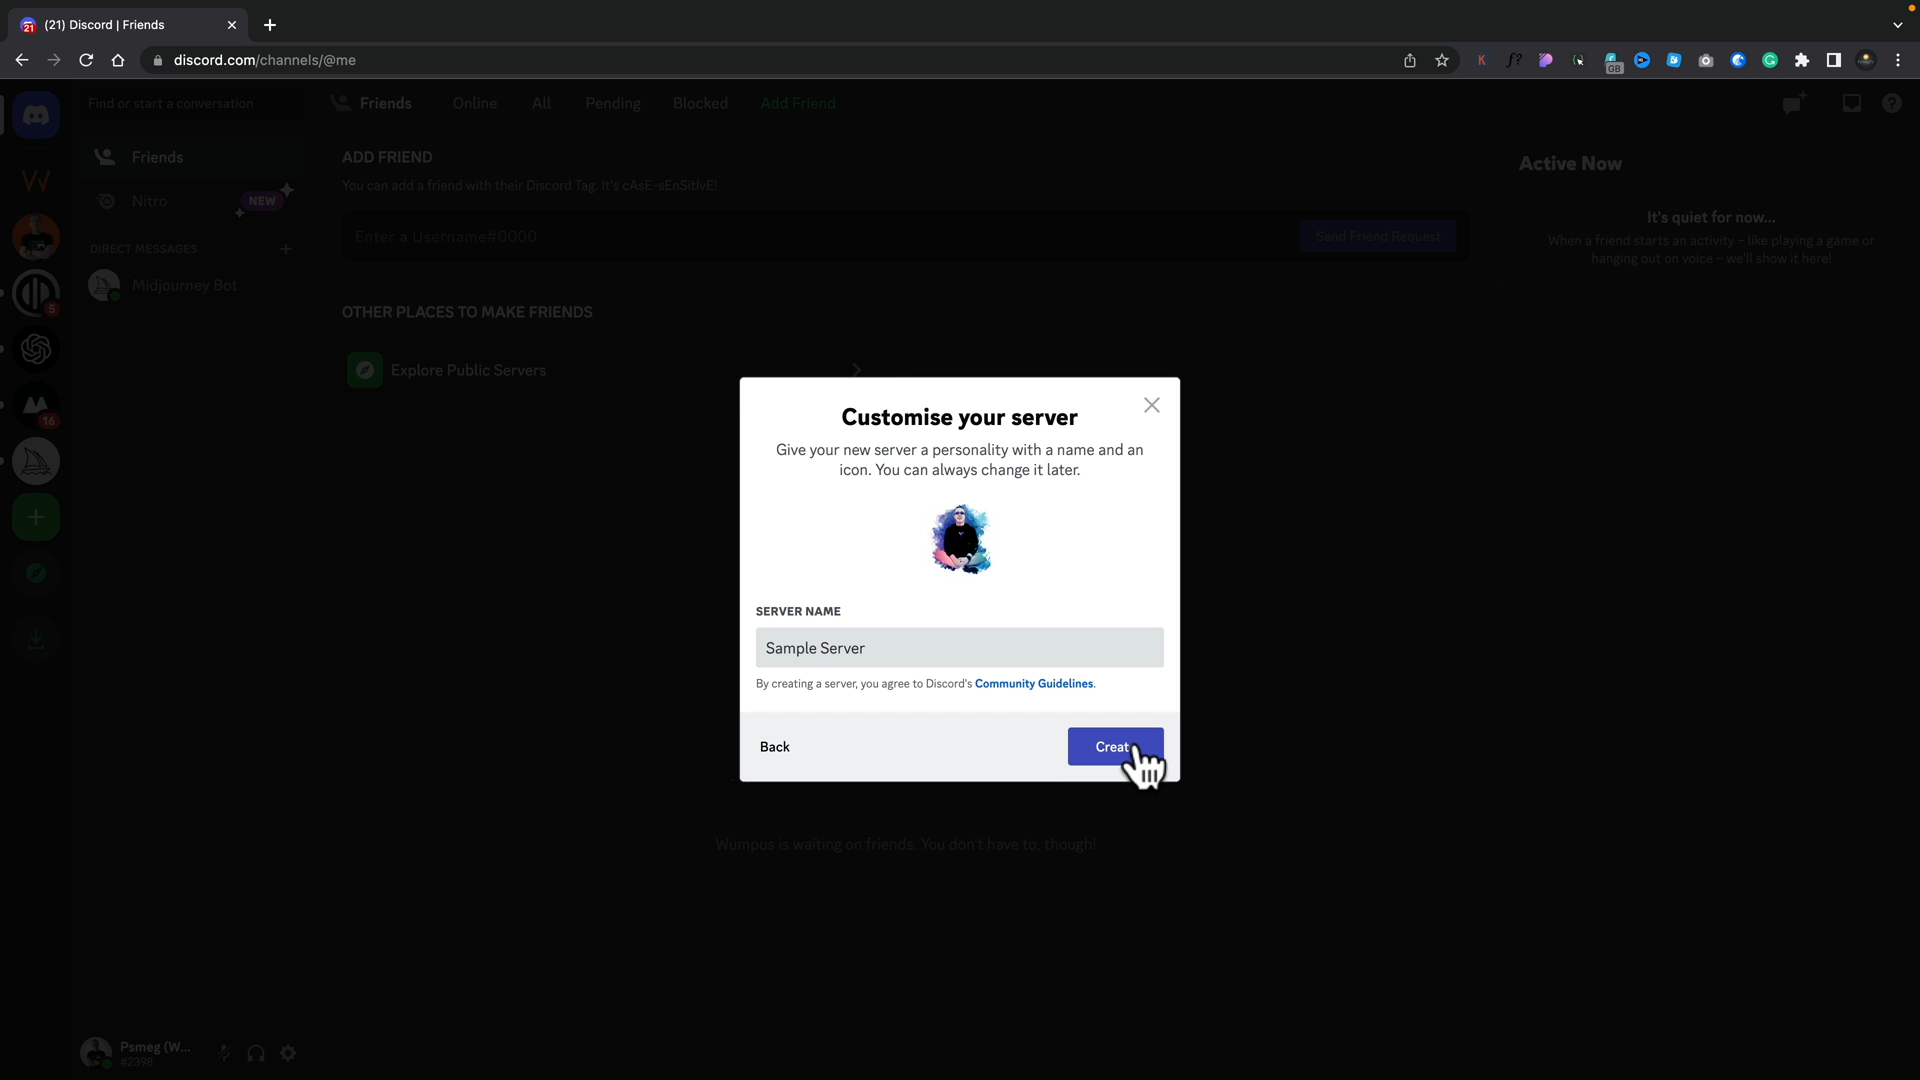 (21) Discord | Friends
discord.com/channels/@me
GB
Find or start a conversation
Friends
Online
All
Pending
Blocked
Add Friend
Friends
Nitro
NEW
DIRECT MESSAGES
Midjourney Bot
5
16
ADD FRIEND
You can add a friend with their Discord Tag. It's cAsE-sEnSitIvE!
Enter a Username#0000
Send Friend Request
OTHER PLACES TO MAKE FRIENDS
Explore Public Servers
Active Now
It's quiet for now...
When a friend starts an activity – like playing a game or
hanging out on voice – we'll show it here!
Customise your server
Give your new server a personality with a name and an
icon. You can always change it later.
SERVER NAME
Sample Server
By creating a server, you agree to Discord's Community Guidelines.
Back
Creat
Wumpus is waiting on friends. You don't have to, though!
Psmeg (W...
#2398